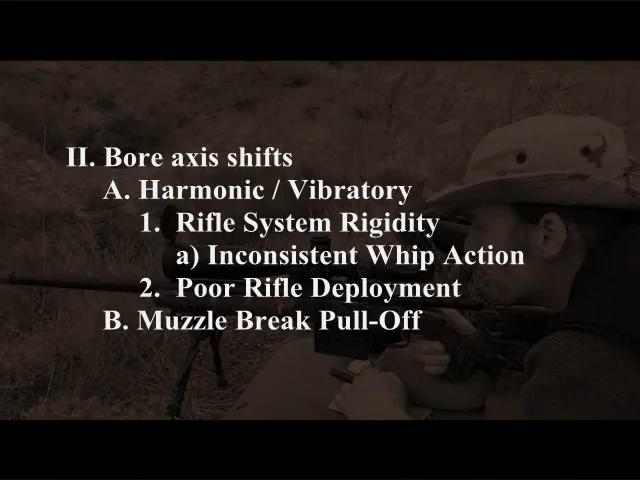 II. Bore axis shifts
A. Harmonic / Vibratory
1. Rifle System Rigidity
a) Inconsistent Whip Action
2. Poor Rifle Deployment
B. Muzzle Break Pull-Off